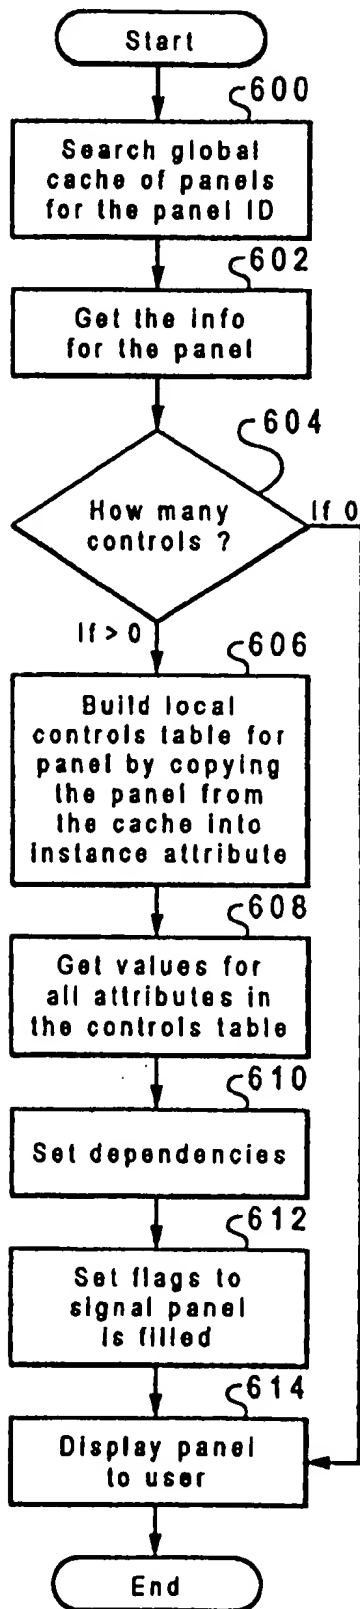 Start
600
Search global
cache of panels
for the panel ID
602
Get the info
for the panel
604
How many
controls ?
If 0
If > 0
606
Build local
controls table for
panel by copying
the panel from
the cache into
instance attribute
608
Get values for
all attributes in
the controls table
610
Set dependencies
612
Set flags to
signal panel
is filled
614
Display panel
to user
End